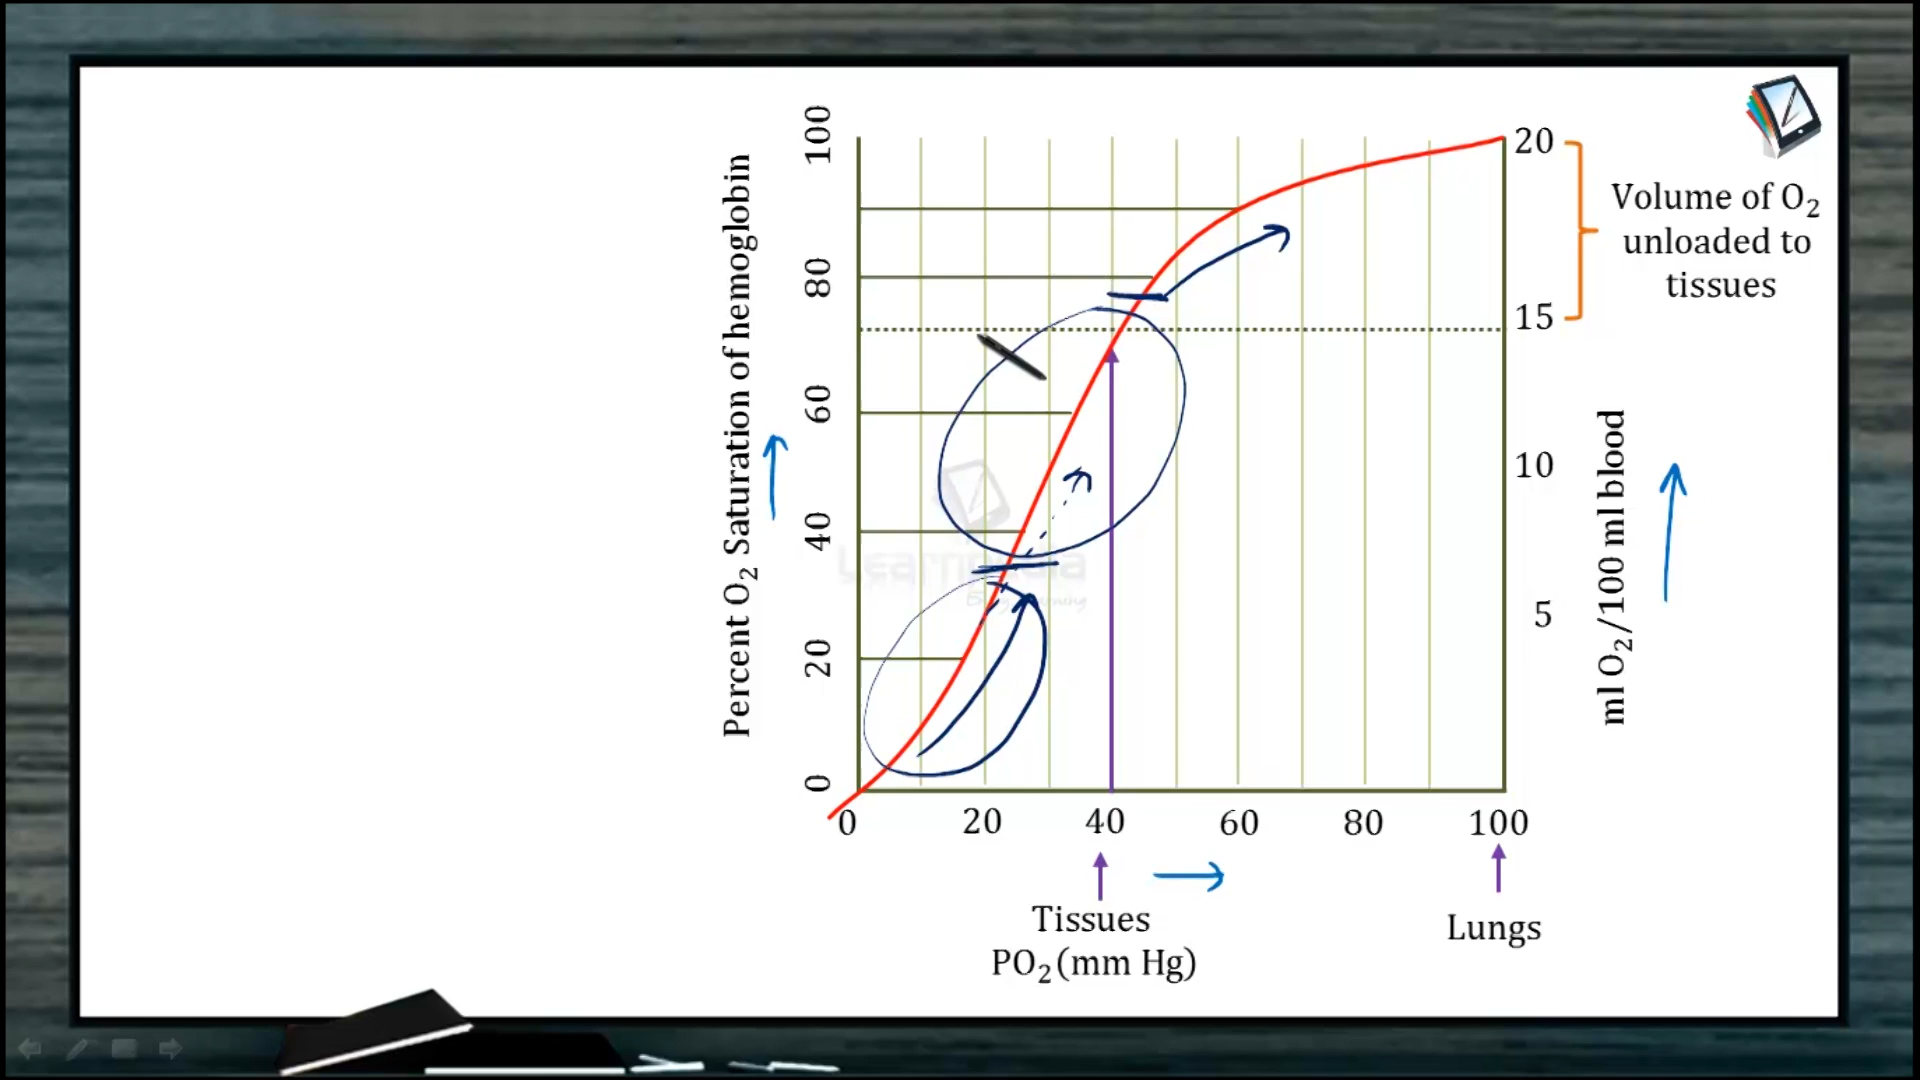 Percent O₂ Saturation of hemoglobin
100
80
60
40
20
0
0
20
40
60
80
100
Tissues
PO₂(mm Hg)
Lungs
20
15
10
5
Volume of O₂
unloaded to
tissues
ml O₂/100 ml blood